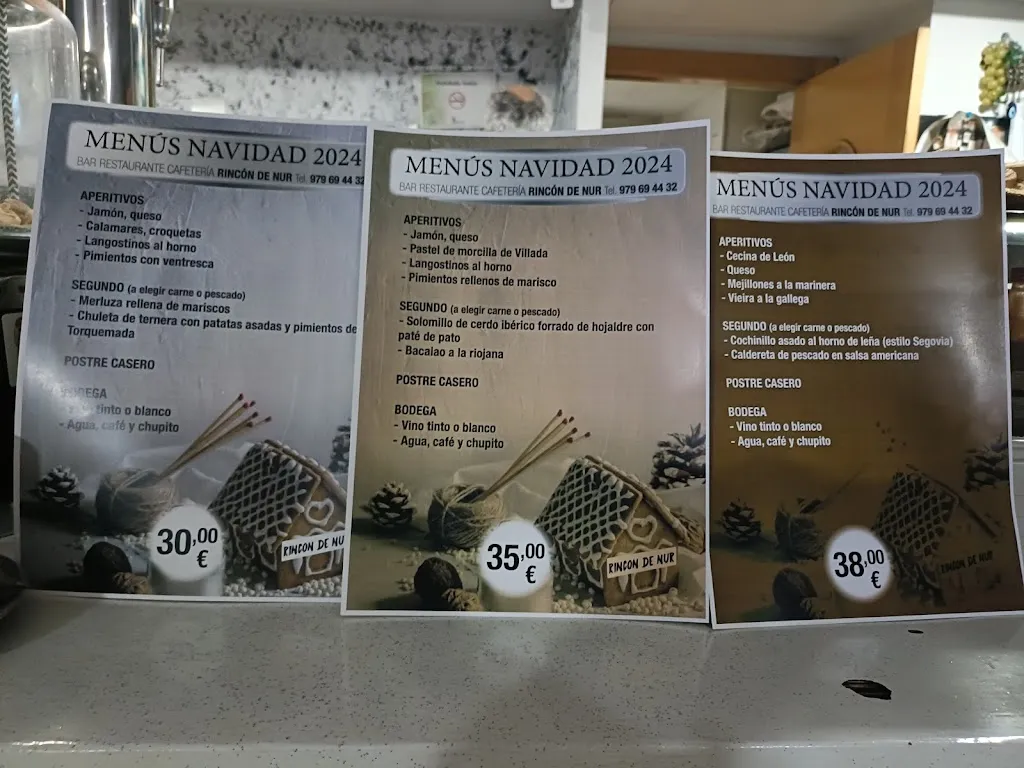 MENÚS NAVIDAD 2024
BAR RESTAURANTE CAFETERÍA RINCÓN DE NUR Tel. 979 69 44 32
APERITIVOS
- Jamón, queso
- Calamares, croquetas
- Langostinos al horno
- Pimientos con ventresca
SEGUNDO (a elegir carne o pescado)
- Merluza rellena de mariscos
- Chuleta de ternera con patatas asadas y pimientos de
Torquemada
POSTRE CASERO
BODEGA
tinto o blanco
- Agua, café y chupito
30,00
€
RINCON DE NU
MENÚS NAVIDAD 2024
BAR RESTAURANTE CAFETERÍA RINCÓN DE NUR Tel. 979 69 44 32
APERITIVOS
- Jamón, queso
- Pastel de morcilla de Villada
- Langostinos al horno
- Pimientos rellenos de marisco
SEGUNDO (a elegir carne o pescado)
- Solomillo de cerdo ibérico forrado de hojaldre con
paté de pato
- Bacalao a la riojana
POSTRE CASERO
BODEGA
- Vino tinto o blanco
- Agua, café y chupito
35,00
€
RINCON DE NUR
MENÚS NAVIDAD 2024
BAR RESTAURANTE CAFETERÍA RINCÓN DE NUR Tel. 979 69 44 32
APERITIVOS
- Cecina de León
- Queso
- Mejillones a la marinera
- Vieira a la gallega
SEGUNDO (a elegir carne o pescado)
- Cochinillo asado al horno de leña (estilo Segovia)
- Caldereta de pescado en salsa americana
POSTRE CASERO
BODEGA
- Vino tinto o blanco
- Agua, café y chupito
38,00
€
RINCON DE NUR